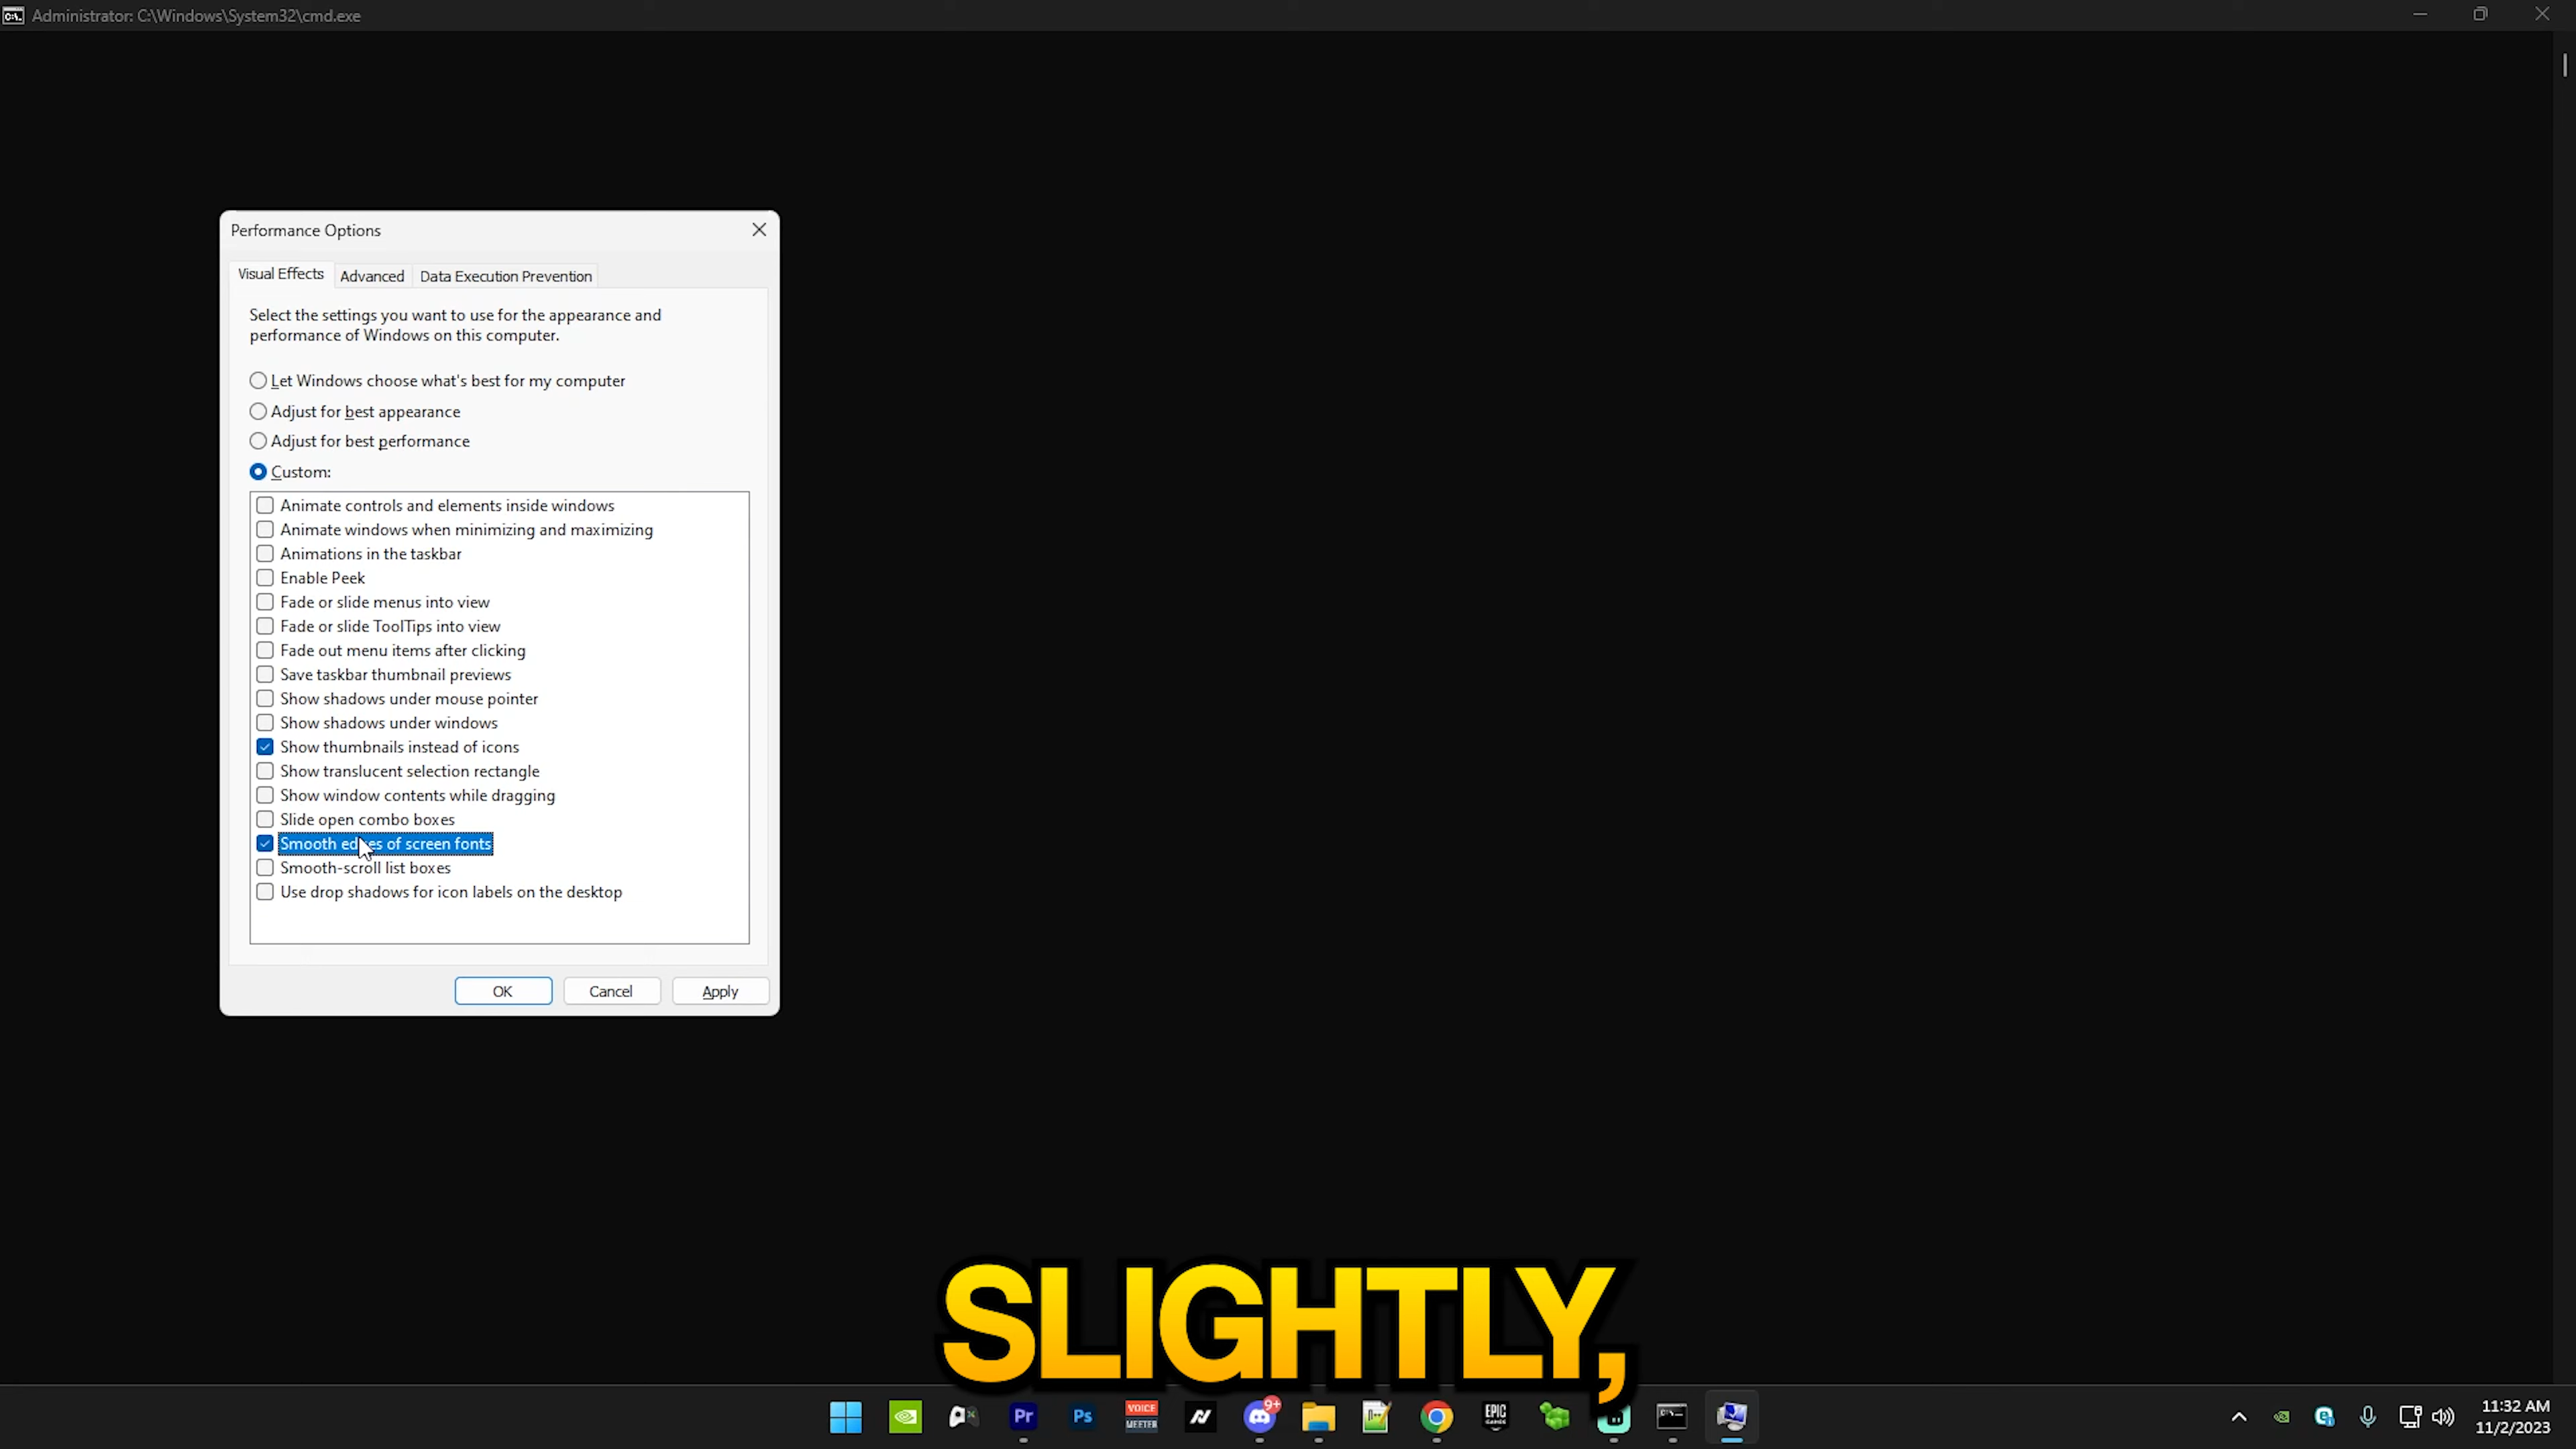 Administrator: C:\Windows\System32\cmd.exe
Performance Options
Visual Effects
Advanced
Data Execution Prevention
Select the settings you want to use for the appearance and
performance of Windows on this computer.
Let Windows choose what's best for my computer
Adjust for best appearance
Adjust for best performance
Custom:
Animate controls and elements inside windows
Animate windows when minimizing and maximizing
Animations in the taskbar
Enable Peek
Fade or slide menus into view
Fade or slide ToolTips into view
Fade out menu items after clicking
Save taskbar thumbnail previews
Show shadows under mouse pointer
Show shadows under windows
Show thumbnails instead of icons
Show translucent selection rectangle
Show window contents while dragging
Slide open combo boxes
Smooth edges of screen fonts
Smooth-scroll list boxes
Use drop shadows for icon labels on the desktop
OK
Cancel
Apply
SLIGHTLY,
Pr
Ps
VOICE
MEETER
9+
EPIC
GAMES
11:32 AM
11/2/2023